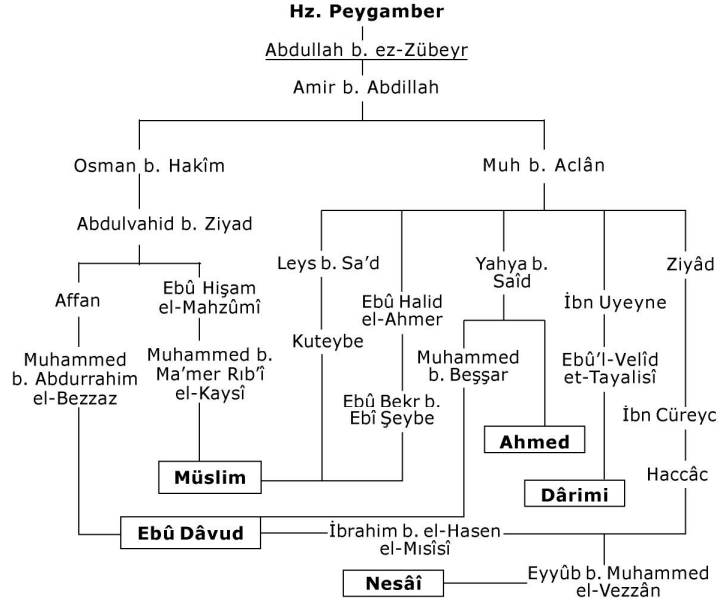 Hz. Peygamber
Abdullah b. ez-Zübeyr
Amir b. Abdillah
Osman b. Hakîm
Muh b. Aclân
Abdulvahid b. Ziyad
Affan
Ebû Hişam
el-Mahzûmî
Leys b. Sa'd
Ebû Halid
el-Ahmer
Yahya b.
Saîd
İbn Uyeyne
Ziyâd
Muhammed
b. Abdurrahim
el-Bezzaz
Muhammed b.
Ma'mer Rıb'î
el-Kaysî
Kuteybe
Ebû Bekr b.
Ebî Şeybe
Muhammed
b. Beşşar
Ebû'l-Velîd
et-Tayalisî
İbn Cüreyc
Haccâc
Müslim
Ahmed
Dârimi
Ebû Dâvud
İbrahim b. el-Hasen
el-Mısîsî
Nesâî
Eyyûb b. Muhammed
el-Vezzân